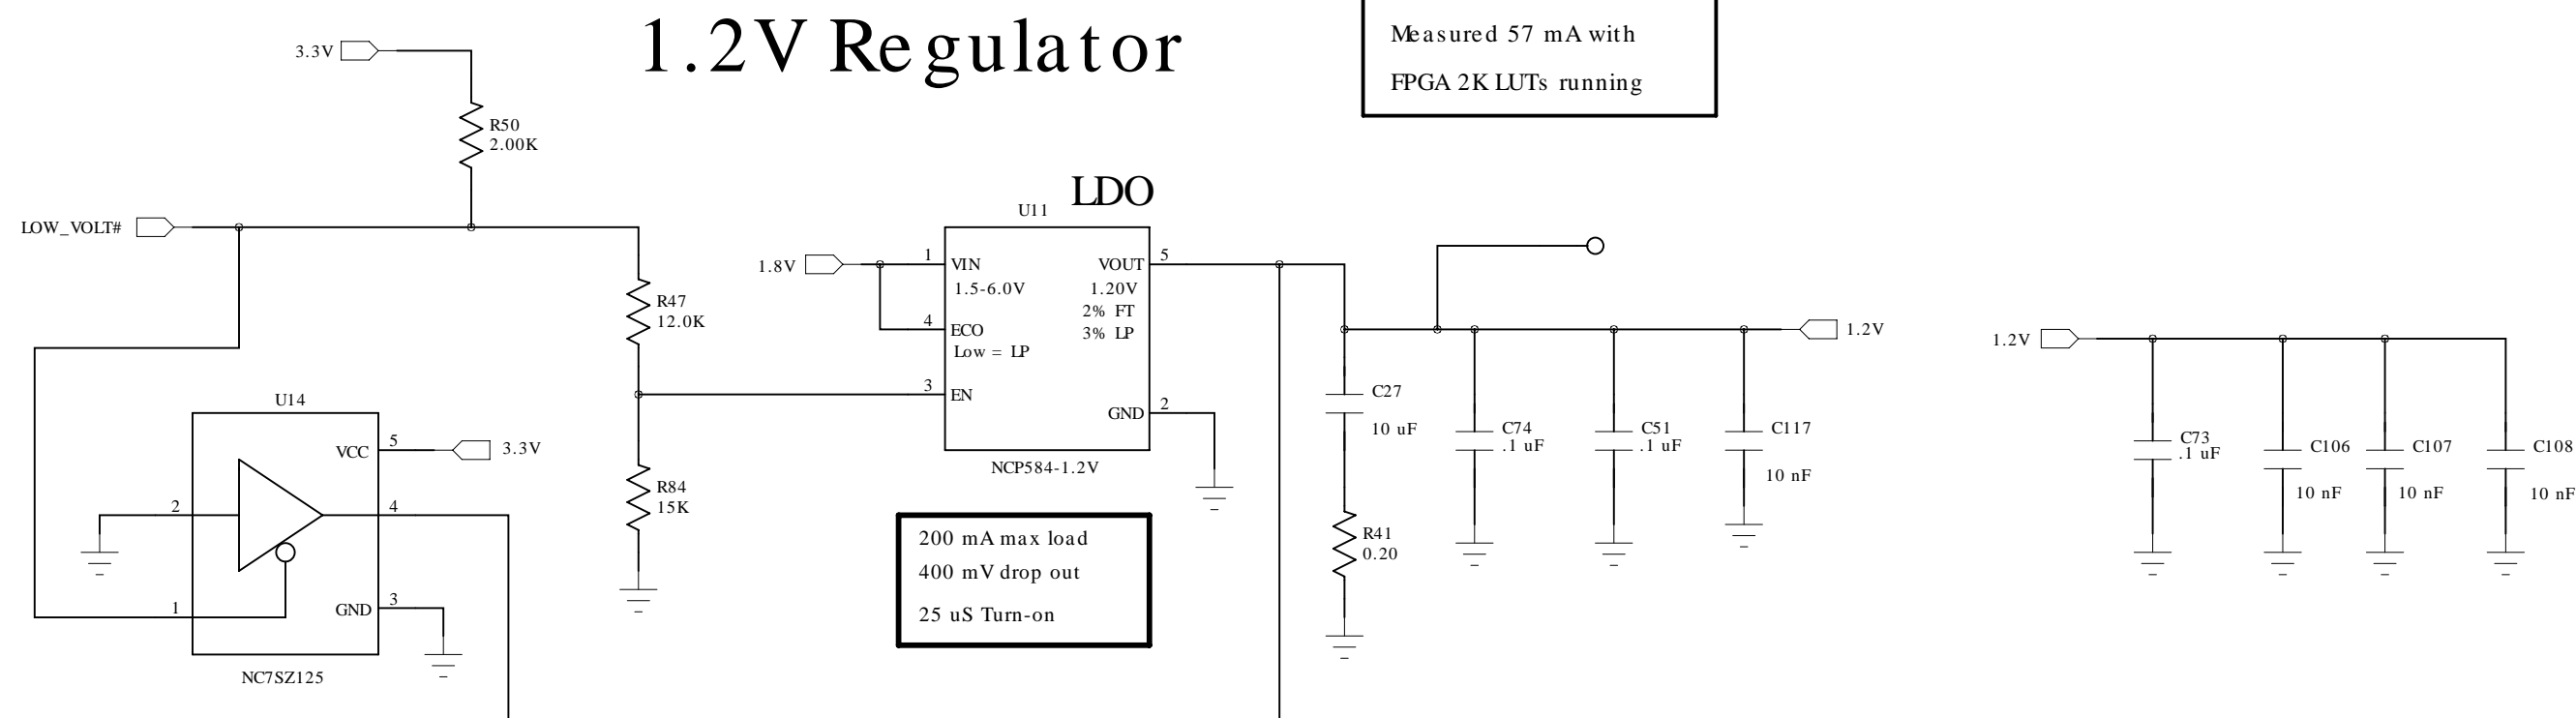 1.2V Regulator
Measured 57 mA with
FPGA 2K LUTs running
3.3V
R50
2.00K
LOW_VOLT#
R47
12.0K
R84
15K
U14
VCC
5
3.3V
2
4
1
GND
3
NC7SZ125
LDO
U11
1.8V
1
VIN
1.5-6.0V
4
ECO
Low = LP
3
EN
VOUT
5
1.20V
2% FT
3% LP
GND
2
NCP584-1.2V
200 mA max load
400 mV drop out
25 uS Turn-on
1.2V
C27
10 uF
R41
0.20
C74
.1 uF
C51
.1 uF
C117
10 nF
1.2V
C73
.1 uF
C106
10 nF
C107
10 nF
C108
10 nF